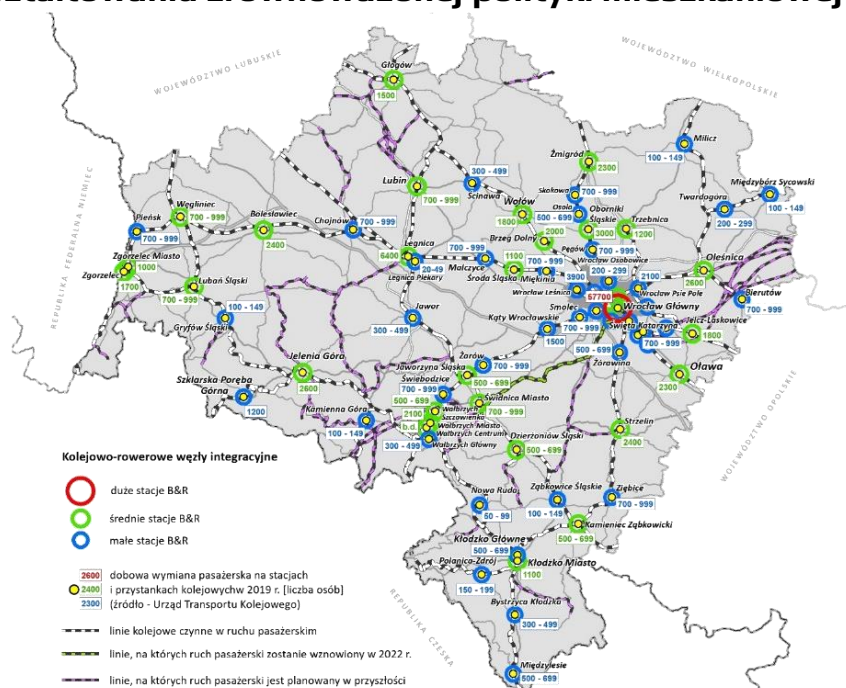 ształtowania zrównoważonej polityki mieszkaniowej
WOJEWÓDZTWO LUBUSKIE
WOJEWÓDZTWO WIELKOPOLSKIE
REPUBLIKA FEDERALNA NIEMIEC
Głogów
1500
Milicz
100 - 149
Żmigród
2300
Międzybórz Sycowski
100 - 149
Lubin
700 - 999
300 - 499
Ścinawa
Skokowa
700 - 999
Twardogóra
200 - 299
Wołów
1800
Osola
500 - 699
Oborniki
Śląskie
3000
Trzebnica
1200
Węgliniec
700 - 999
Pieńsk
700 - 999
Bolesławiec
2400
Chojnów
700 - 999
Brzeg Dolny
2000
Pęgów
700 - 999
Legnica
6400
20-49
Legnica Piekary
700 - 999
Malczyce
1100
Środa Śląska
700 - 999
Miękinia
Wrocław Osobowice
200 - 299
Oleśnica
2600
Zgorzelec Miasto
1000
Zgorzelec
1700
Lubań Śląski
700 - 999
3900
Wrocław Leśnica
2100
Wrocław Psie Pole
57700
Wrocław Główny
Bierutów
700 - 999
100 - 149
Gryfów Śląski
Jawor
300 - 499
Smolec
700 - 999
Kąty Wrocławskie
1500
Święta Katarzyna
700 - 999
Jelcz-Laskowice
1800
500 - 699
Żórawina
Oława
2300
Jelenia Góra
2600
Żarów
700 - 999
Jaworzyna Śląska
500 - 699
Świebodzice
700 - 999
Szklarska Poręba
Górna
1200
Kamienna Góra
100 - 149
500 - 699
2100
b.d.
300 - 499
Wałbrzych
Szczawienko
Wałbrzych Miasto
Wałbrzych Centrum
Wałbrzych Główny
Świdnica Miasto
700 - 999
Strzelin
2400
WOJEWÓDZTWO OPOLSKIE
Dzierżoniów Śląski
500 - 699
Kolejowo-rowerowe węzły integracyjne
duże stacje B&R
średnie stacje B&R
małe stacje B&R
Nowa Ruda
50 - 99
Ząbkowice Śląskie
100 - 149
Ziębice
700 - 999
Kamieniec Ząbkowicki
500 - 699
Kłodzko Główne
500 - 699
Kłodzko Miasto
1100
Polanica-Zdrój
150 - 199
REPUBLIKA CZESKA
Bystrzyca Kłodzka
300 - 499
Międzylesie
500 - 699
2600 dobowa wymiana pasażerska na stacjach
2400 i przystankach kolejowychw 2019 r. [liczba osób]
2300 (źródło - Urząd Transportu Kolejowego)
linie kolejowe czynne w ruchu pasażerskim
linie, na których ruch pasażerski zostanie wznowiony w 2022 r.
linie, na których ruch pasażerski jest planowany w przyszłości